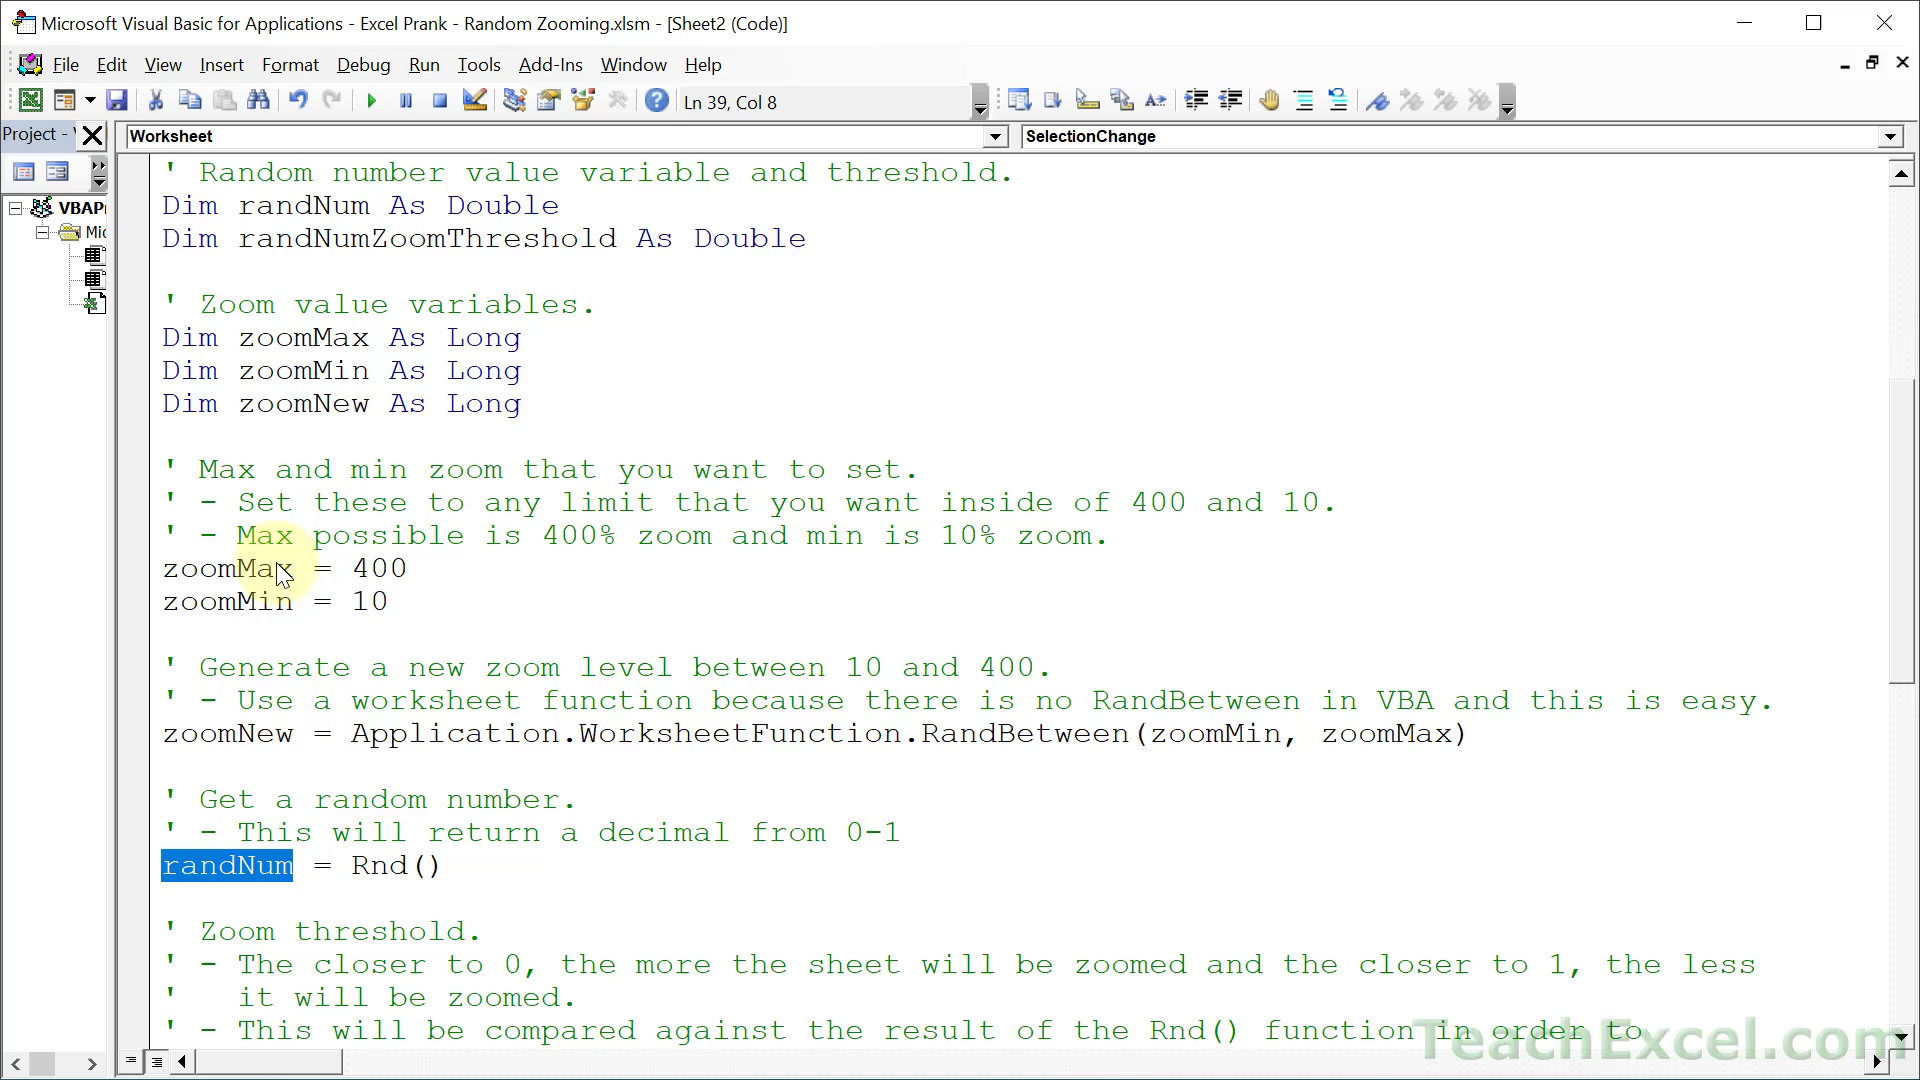 Microsoft Visual Basic for Applications - Excel Prank - Random Zooming.xlsm - [Sheet2 (Code)]
File Edit View Insert Format Debug Run Tools Add-Ins Window Help
Ln 39, Col 8
Project -
Worksheet
SelectionChange
VBAPr
Mic
' Random number value variable and threshold.
Dim randNum As Double
Dim randNumZoomThreshold As Double
' Zoom value variables.
Dim zoomMax As Long
Dim zoomMin As Long
Dim zoomNew As Long
' Max and min zoom that you want to set.
' - Set these to any limit that you want inside of 400 and 10.
' - Max possible is 400% zoom and min is 10% zoom.
zoomMax = 400
zoomMin = 10
' Generate a new zoom level between 10 and 400.
' - Use a worksheet function because there is no RandBetween in VBA and this is easy.
zoomNew = Application.WorksheetFunction.RandBetween(zoomMin, zoomMax)
' Get a random number.
' - This will return a decimal from 0-1
randNum = Rnd()
' Zoom threshold.
' - The closer to 0, the more the sheet will be zoomed and the closer to 1, the less
'   it will be zoomed.
' - This will be compared against the result of the Rnd() function in order to
TeachExcel.com